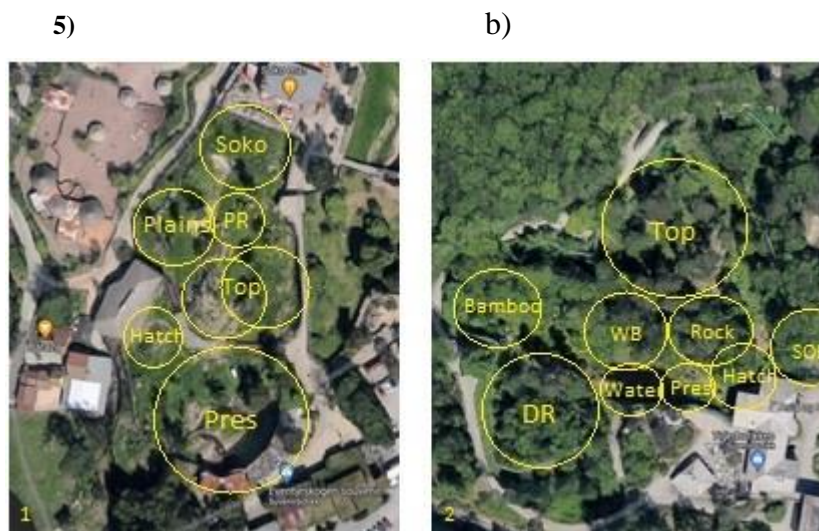 5)
b)
Soko
Plains
PR
Top
Hatch
Pres
1
Top
Bamboo
WB
Rock
DR
Water
Pres
Hatch
2